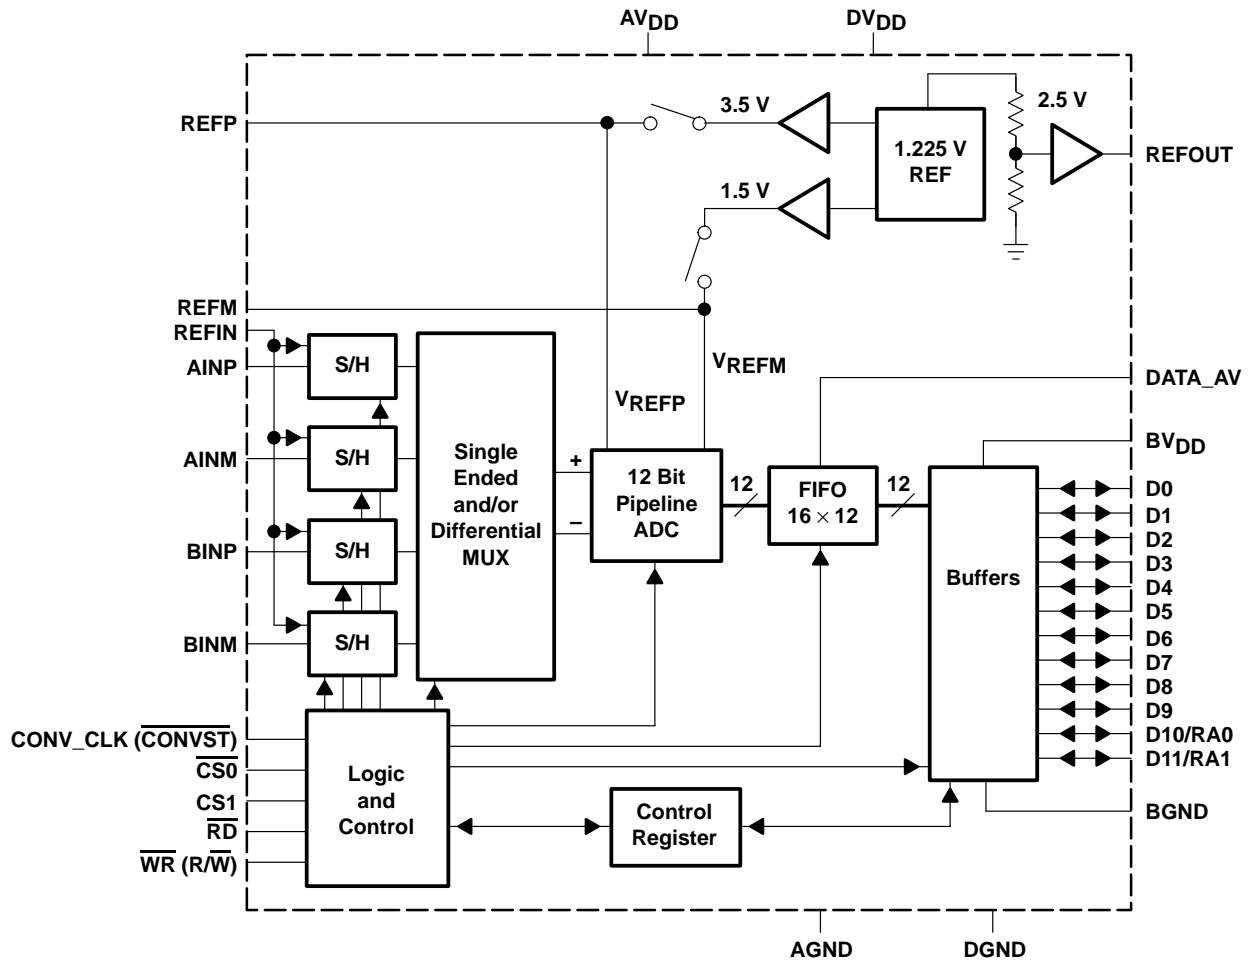 AVDD
DVDD
REFP
3.5 V
2.5 V
1.225 V
REF
REFOUT
1.5 V
REFM
REFIN
AINP
S/H
VREFM
DATA_AV
VREFP
BVDD
AINM
S/H
Single
Ended
and/or
Differential
MUX
+
–
12 Bit
Pipeline
ADC
12
FIFO
16 × 12
12
Buffers
D0
D1
D2
D3
D4
D5
D6
D7
D8
D9
D10/RA0
D11/RA1
BINP
S/H
BINM
S/H
CONV_CLK (CONVST)
CS0
CS1
RD
WR (R/W)
Logic
and
Control
Control
Register
BGND
AGND
DGND